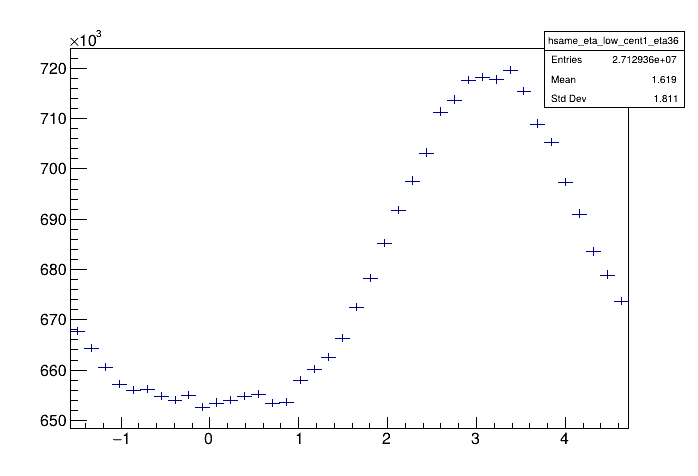 ×10³
hsame_eta_low_cent1_eta36
Entries 2.712936e+07
Mean 1.619
Std Dev 1.811
720
710
700
690
680
670
660
650
−1 0 1 2 3 4